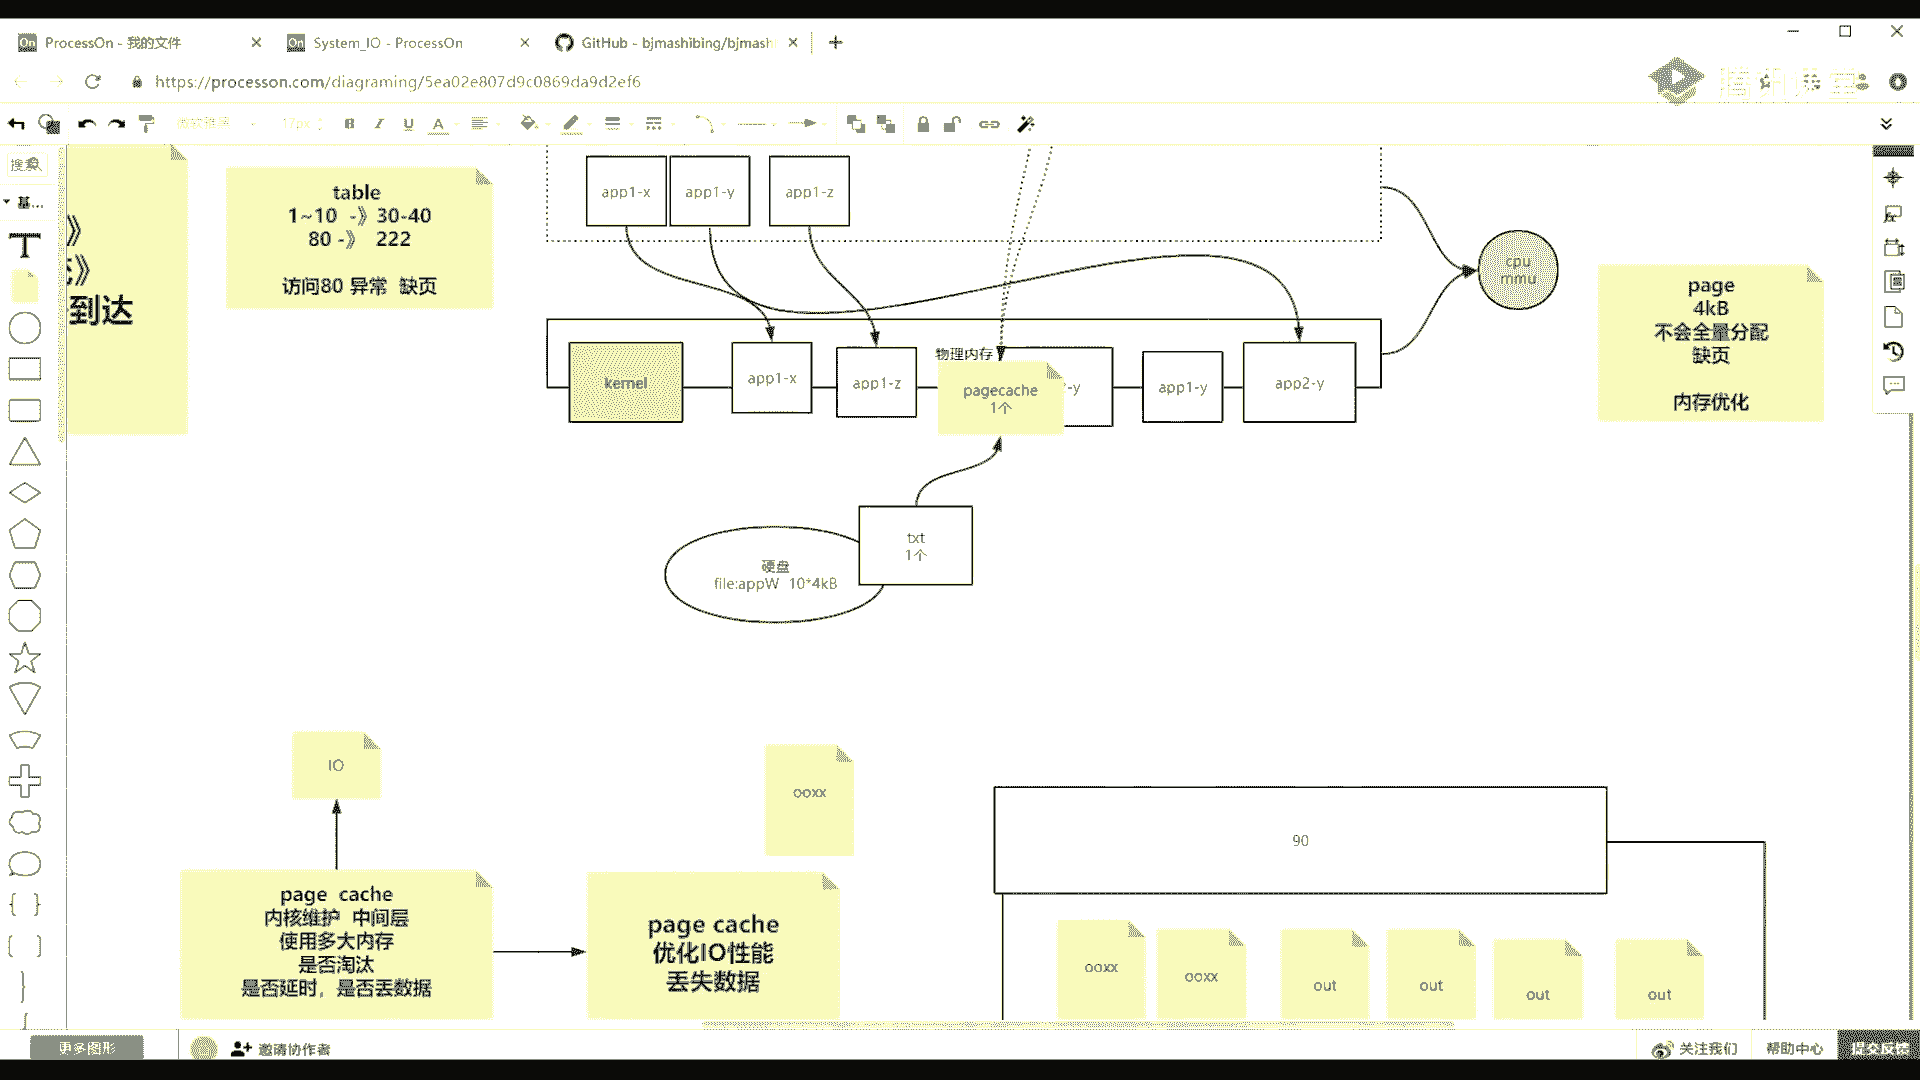 ProcessOn - 我的文件
System_IO - ProcessOn
GitHub - bjmashibing/bjmash
https://processon.com/diagraming/5ea02e807d9c0869da9d2ef6
17px
B I U A
搜索
基...
T
》
》
到达
table
1~10 -》 30-40
80 -》 222
访问80 异常 缺页
app1-x
app1-y
app1-z
cpu
mmu
page
4kB
不会全量分配
缺页
内存优化
物理内存
kernel
app1-x
app1-z
pagecache
1个
-y
app1-y
app2-y
txt
1个
硬盘
file:appW 10*4kB
IO
ooxx
90
page cache
内核维护 中间层
使用多大内存
是否淘汰
是否延时，是否丢数据
page cache
优化IO性能
丢失数据
ooxx
ooxx
out
out
out
out
更多图形
邀请协作者
关注我们
帮助中心
提交反馈